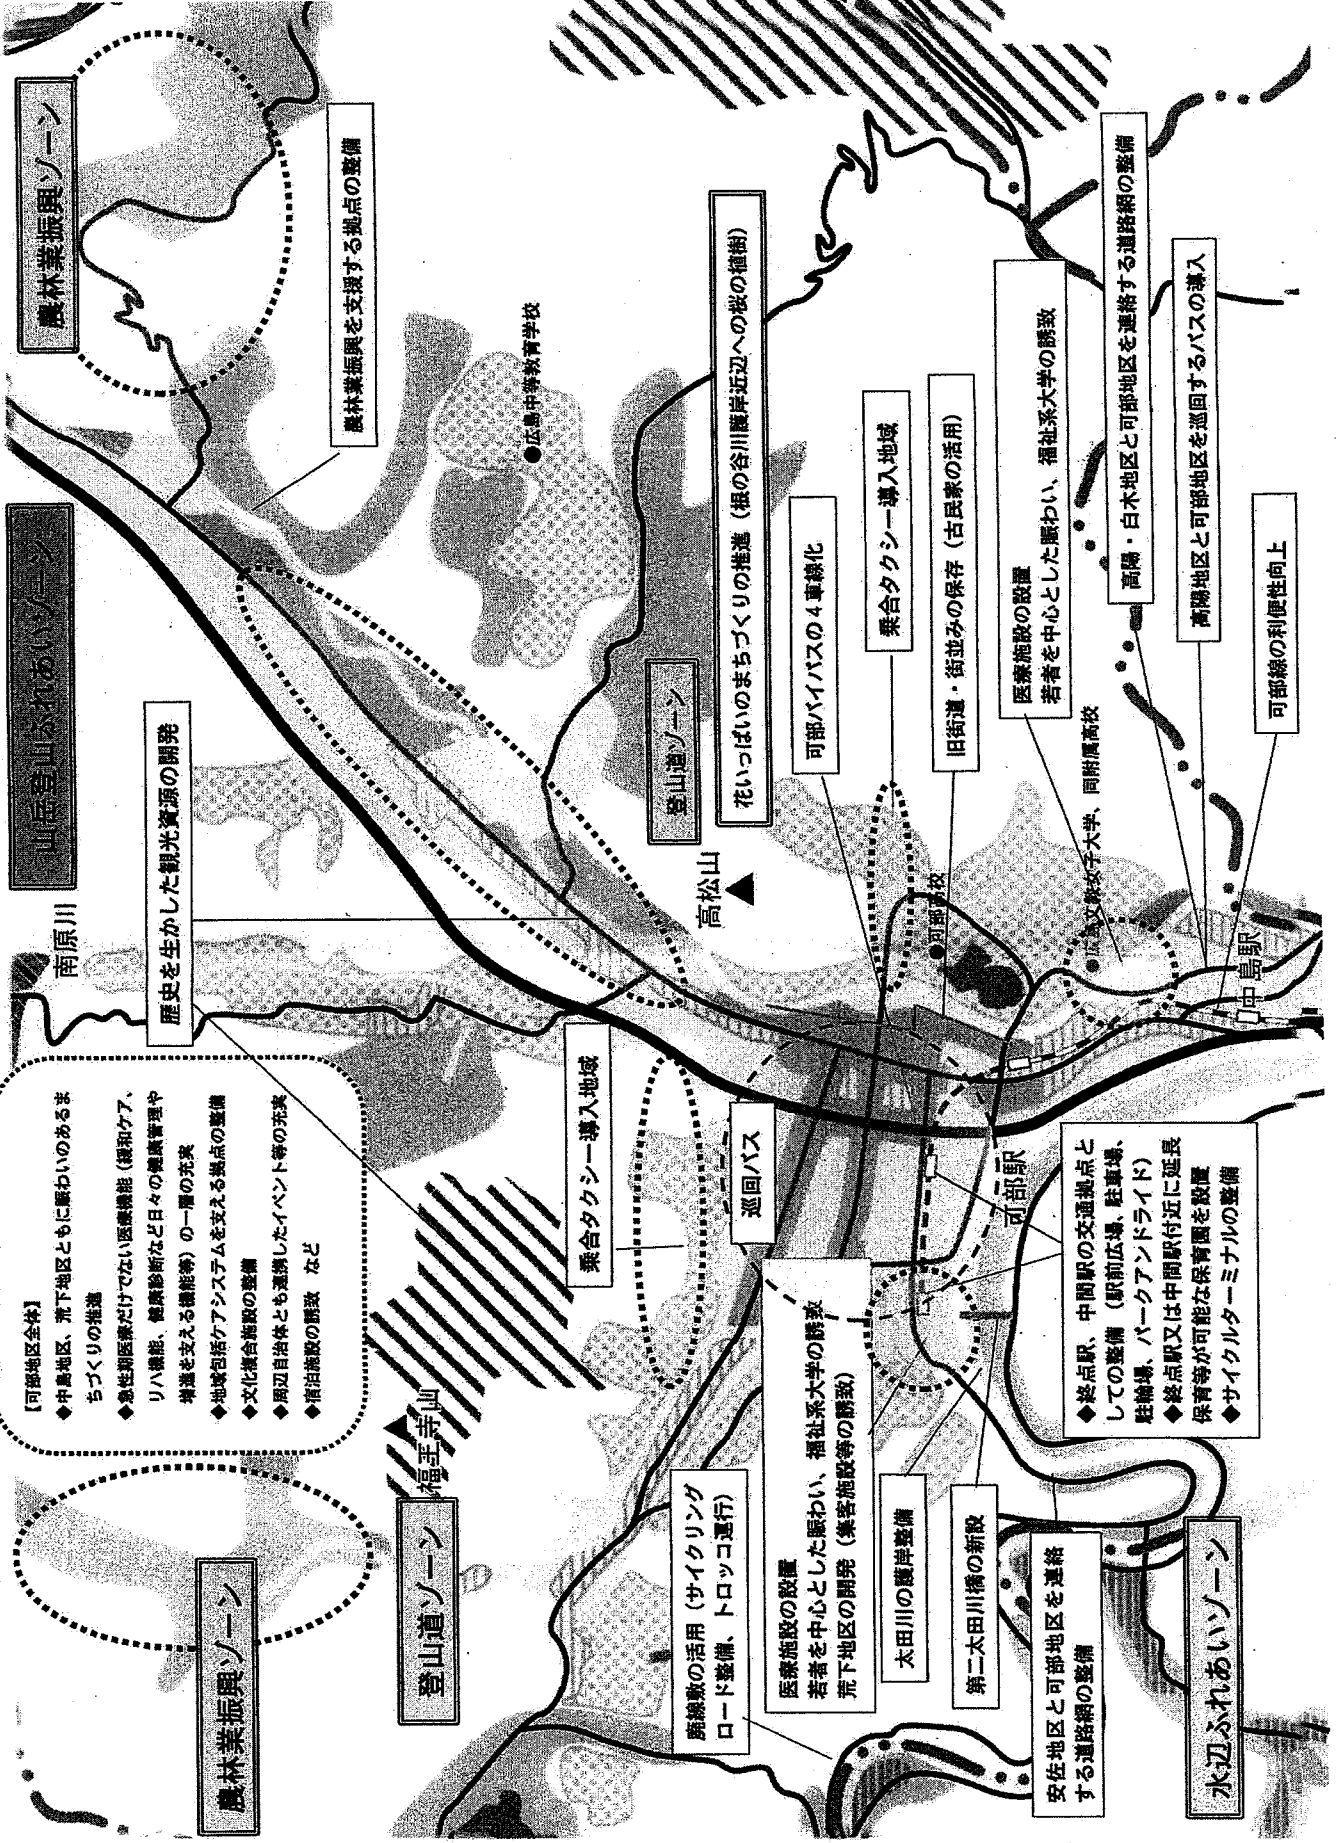 農林業振興ゾーン
【可部地区全体】
◆中島地区、荒下地区ともに賑わいのあるま
ちづくりの推進
◆急性期医療だけでない医療機能（緩和ケア、
リハ機能、健康診断など日々の健康管理や
増進を支える機能等）の一層の充実
◆地域包括ケアシステムを支える拠点の整備
◆文化複合施設の整備
◆周辺自治体とも連携したイベント等の充実
◆宿泊施設の誘致　など
南原川
山岳登山ふれあいゾーン
農林業振興ゾーン
歴史を生かした観光資源の開発
農林業振興を支援する拠点の整備
登山道ゾーン
福王寺山
乗合タクシー導入地域
●広島中等教育学校
登山道ゾーン
高松山
花いっぱいのまちづくりの推進（根の谷川護岸近辺への桜の植樹）
巡回バス
可部バイパスの４車線化
乗合タクシー導入地域
旧街道・街並みの保存（古民家の活用）
●可部高校
廃線敷の活用（サイクリング
ロード整備、トロッコ運行）
医療施設の設置
若者を中心とした賑わい、福祉系大学の誘致
荒下地区の開発（集客施設等の誘致）
太田川の護岸整備
第二太田川橋の新設
可部駅
医療施設の設置
若者を中心とした賑わい、福祉系大学の誘致
●広島文教女子大学、同附属高校
高陽・白木地区と可部地区を連絡する道路網の整備
高陽地区と可部地区を巡回するバスの導入
可部線の利便性向上
中島駅
安佐地区と可部地区を連絡
する道路網の整備
◆終点駅、中間駅の交通拠点と
しての整備（駅前広場、駐車場、
駐輪場、パークアンドライド）
◆終点駅又は中間駅付近に延長
保育等が可能な保育園を設置
◆サイクルターミナルの整備
水辺ふれあいゾーン